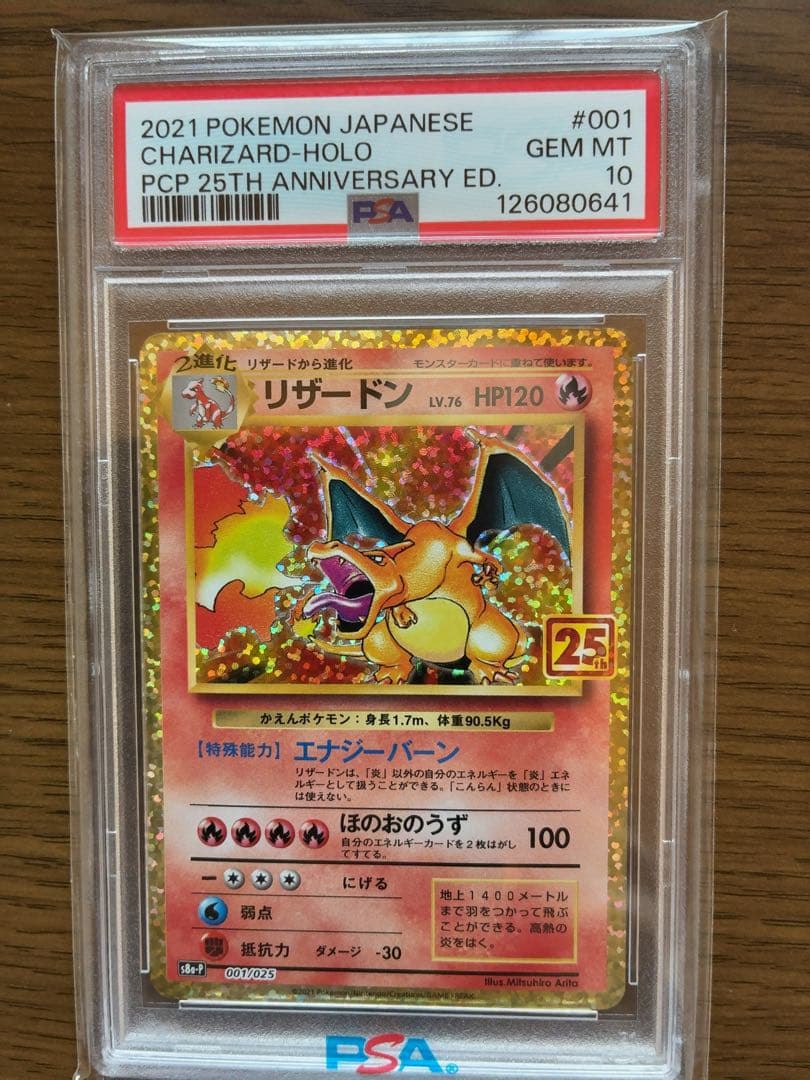 2021 POKEMON JAPANESE #001
CHARIZARD-HOLO GEM MT
PCP 25TH ANNIVERSARY ED. 10
PSA 126080641
2進化 リザードから進化 モンスターカードに重ねて使います。
リザードン LV.76 HP120
25th
かえんポケモン：身長1.7m、体重90.5Kg
【特殊能力】エナジーバーン
リザードンは、「炎」以外の自分のエネルギーを「炎」エネ
ルギーとして扱うことができる。「こんらん」状態のときに
は使えない。
ほのおのうず 100
自分のエネルギーカードを2枚はがし
てすてる。
にげる
弱点
抵抗力 ダメージ -30
地上1400メートル
まで羽をつかって飛ぶ
ことができる。高熱の
炎をはく。
s8a-P 001/025
Illus.Mitsuhiro Arita
©2021 Pokémon/Nintendo/Creatures/GAME FREAK
PSA®